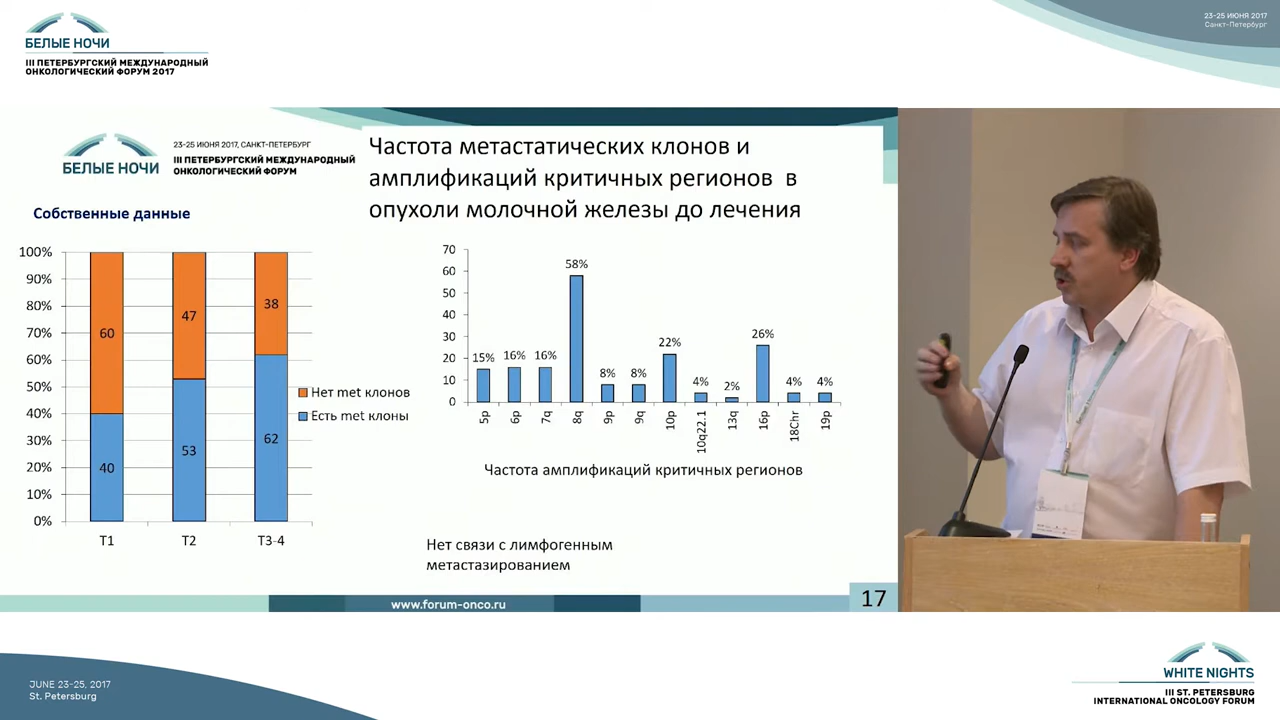 БЕЛЫЕ НОЧИ
III ПЕТЕРБУРГСКИЙ МЕЖДУНАРОДНЫЙ
ОНКОЛОГИЧЕСКИЙ ФОРУМ 2017
23-25 ИЮНЯ 2017
Санкт-Петербург
БЕЛЫЕ НОЧИ
23-25 ИЮНЯ 2017, САНКТ-ПЕТЕРБУРГ
III ПЕТЕРБУРГСКИЙ МЕЖДУНАРОДНЫЙ
ОНКОЛОГИЧЕСКИЙ ФОРУМ
Частота метастатических клонов и
амплификаций критичных регионов в
опухоли молочной железы до лечения
Собственные данные
100%
90%
80%
70%
60%
50%
40%
30%
20%
10%
0%
60
47
38
40
53
62
T1
T2
T3-4
Нет met клонов
Есть met клоны
70
60
50
40
30
20
10
0
15%
16%
16%
58%
8%
8%
22%
4%
2%
26%
4%
4%
5p
6p
7q
8q
9p
9q
10p
10q22.1
13q
16p
18Chr
19p
Частота амплификаций критичных регионов
Нет связи с лимфогенным
метастазированием
www.forum-onco.ru
17
JUNE 23-25, 2017
St. Petersburg
WHITE NIGHTS
III ST. PETERSBURG
INTERNATIONAL ONCOLOGY FORUM